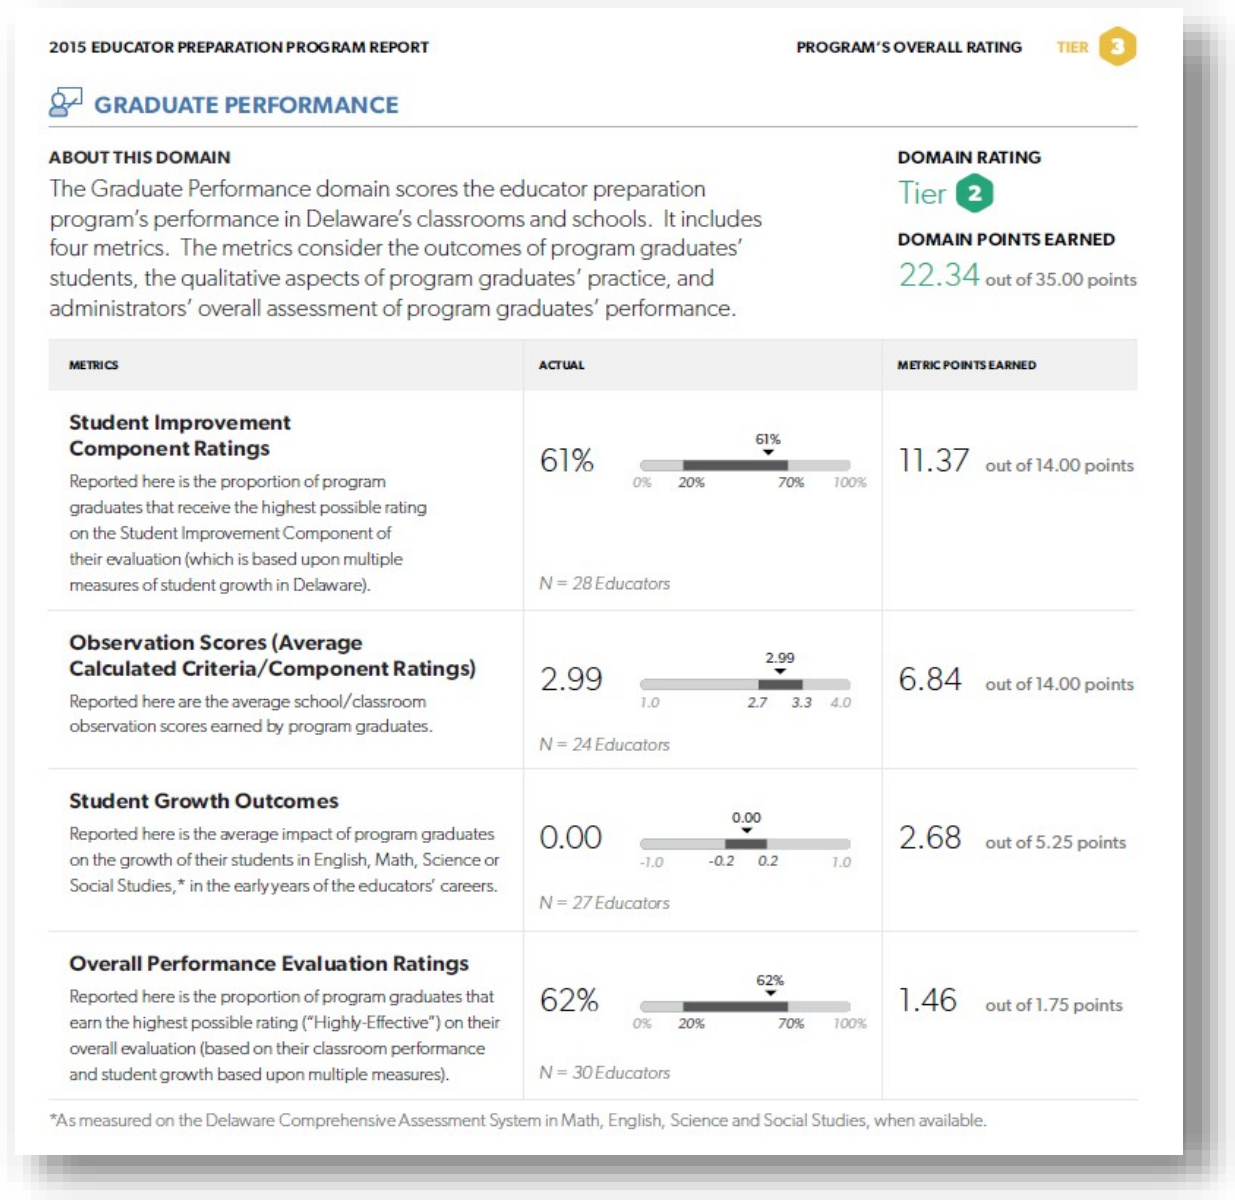 2015 EDUCATOR PREPARATION PROGRAM REPORT
PROGRAM'S OVERALL RATING TIER 3
GRADUATE PERFORMANCE
ABOUT THIS DOMAIN
The Graduate Performance domain scores the educator preparation
program's performance in Delaware's classrooms and schools. It includes
four metrics. The metrics consider the outcomes of program graduates'
students, the qualitative aspects of program graduates' practice, and
administrators' overall assessment of program graduates' performance.
DOMAIN RATING
Tier 2
DOMAIN POINTS EARNED
22.34 out of 35.00 points
METRICS ACTUAL METRIC POINTS EARNED
Student Improvement
Component Ratings
Reported here is the proportion of program
graduates that receive the highest possible rating
on the Student Improvement Component of
their evaluation (which is based upon multiple
measures of student growth in Delaware).
61%
61%
0% 20% 70% 100%
N = 28 Educators
11.37 out of 14.00 points
Observation Scores (Average
Calculated Criteria/Component Ratings)
Reported here are the average school/classroom
observation scores earned by program graduates.
2.99
2.99
1.0 2.7 3.3 4.0
N = 24 Educators
6.84 out of 14.00 points
Student Growth Outcomes
Reported here is the average impact of program graduates
on the growth of their students in English, Math, Science or
Social Studies,* in the early years of the educators' careers.
0.00
0.00
-1.0 -0.2 0.2 1.0
N = 27 Educators
2.68 out of 5.25 points
Overall Performance Evaluation Ratings
Reported here is the proportion of program graduates that
earn the highest possible rating ("Highly-Effective") on their
overall evaluation (based on their classroom performance
and student growth based upon multiple measures).
62%
62%
0% 20% 70% 100%
N = 30 Educators
1.46 out of 1.75 points
*As measured on the Delaware Comprehensive Assessment System in Math, English, Science and Social Studies, when available.